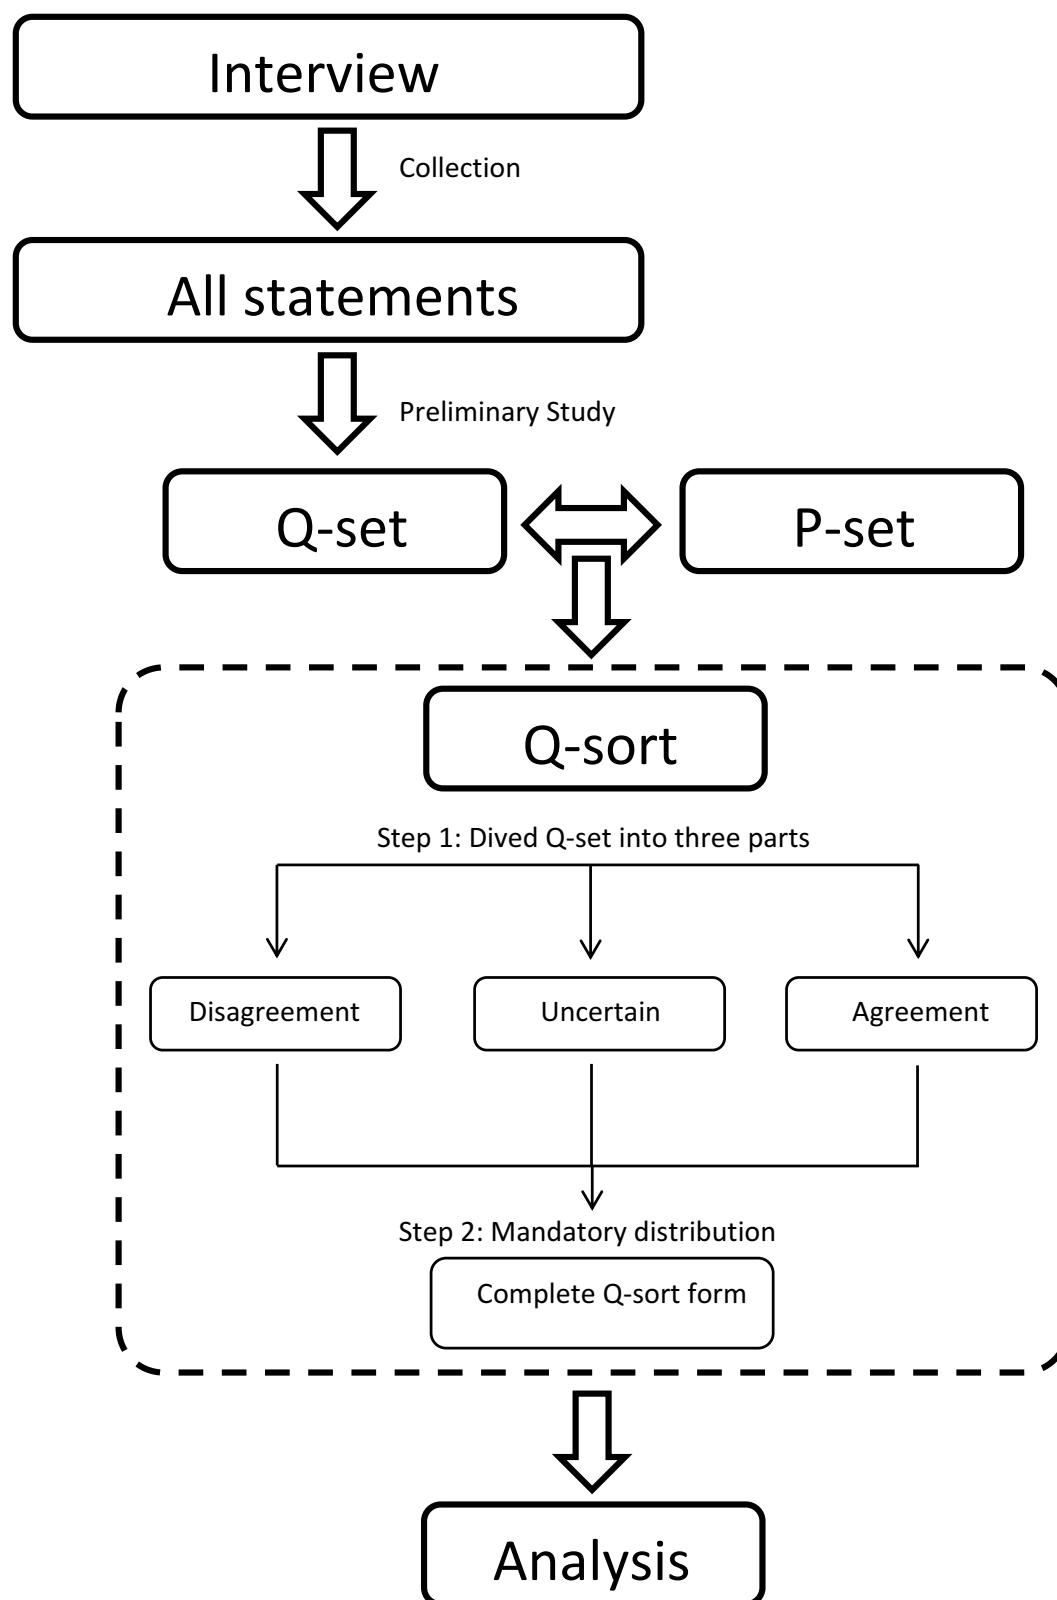 Interview
Collection
All statements
Preliminary Study
Q-set
P-set
Q-sort
Step 1: Dived Q-set into three parts
Disagreement
Uncertain
Agreement
Step 2: Mandatory distribution
Complete Q-sort form
Analysis